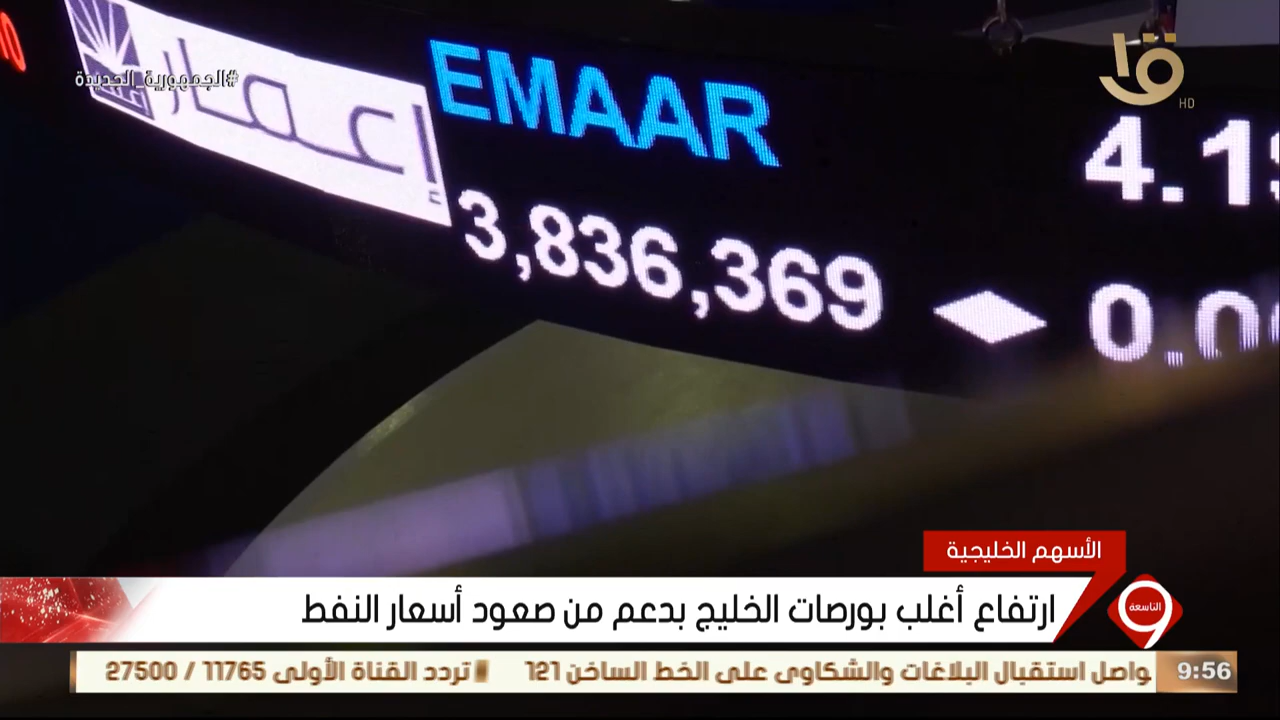 #الجمهورية_الجديدة
HD
إعمار
EMAAR
3,836,369
4.1
0.0
الأسهم الخليجية
ارتفاع أغلب بورصات الخليج بدعم من صعود أسعار النفط
التاسعة
9
واصل استقبال البلاغات والشكاوى على الخط الساخن 121
تردد القناة الأولى 11765 / 27500
9:56